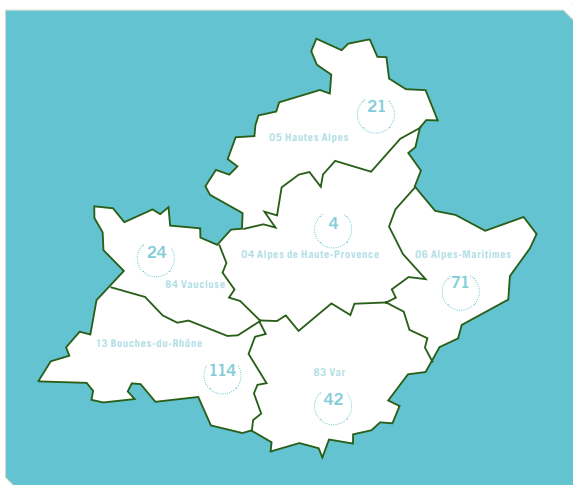 21
05 Hautes Alpes
4
04 Alpes de Haute-Provence
06 Alpes-Maritimes
71
24
84 Vaucluse
13 Bouches-du-Rhône
114
83 Var
42